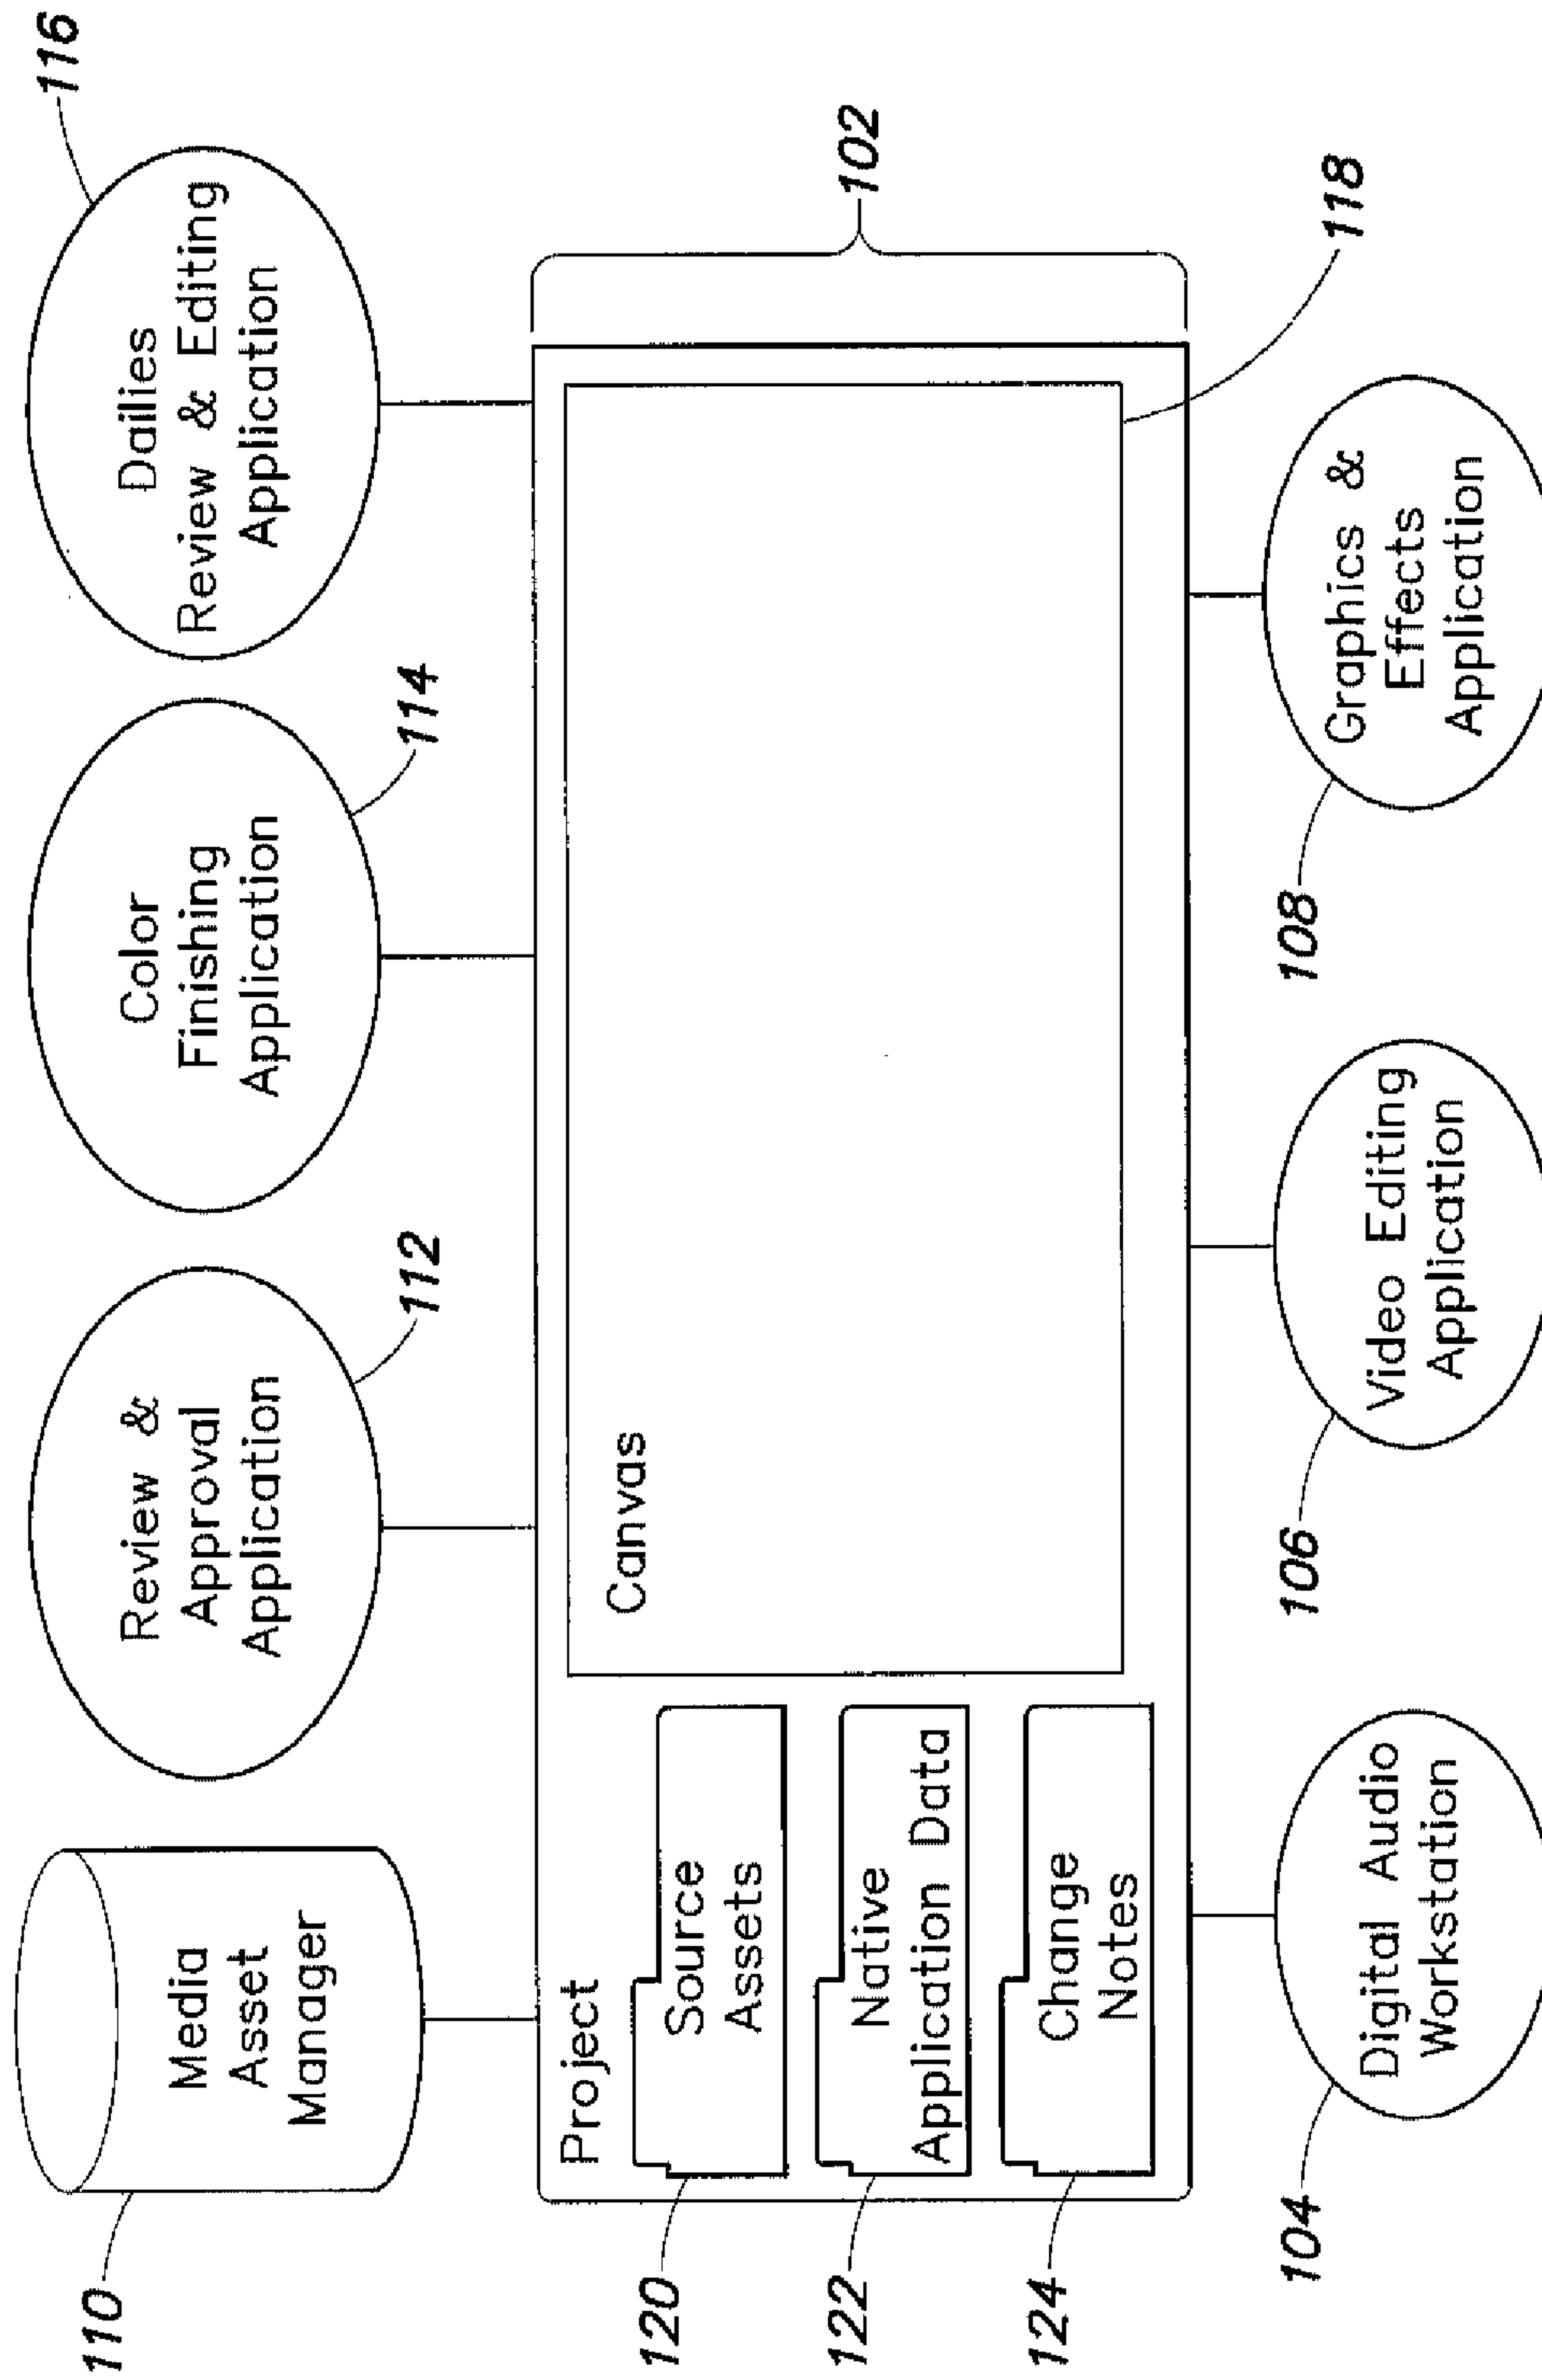 110
Media
Asset
Manager
Review &
Approval
Application
112
Color
Finishing
Application
114
Dailies
Review & Editing
Application
116
Project
120
Source
Assets
122
Native
Application Data
124
Change
Notes
Canvas
102
118
104
Digital Audio
Workstation
106
Video Editing
Application
108
Graphics &
Effects
Application